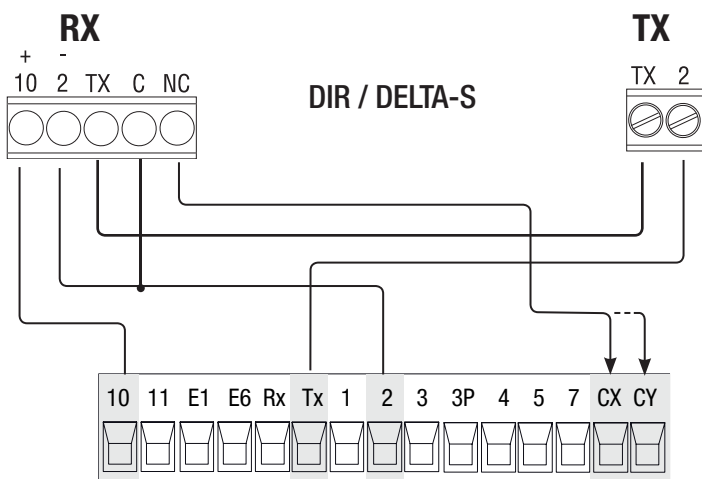 RX
TX
+ -
10 2 TX C NC
TX 2
DIR / DELTA-S
10 11 E1 E6 Rx Tx 1 2 3 3P 4 5 7 CX CY